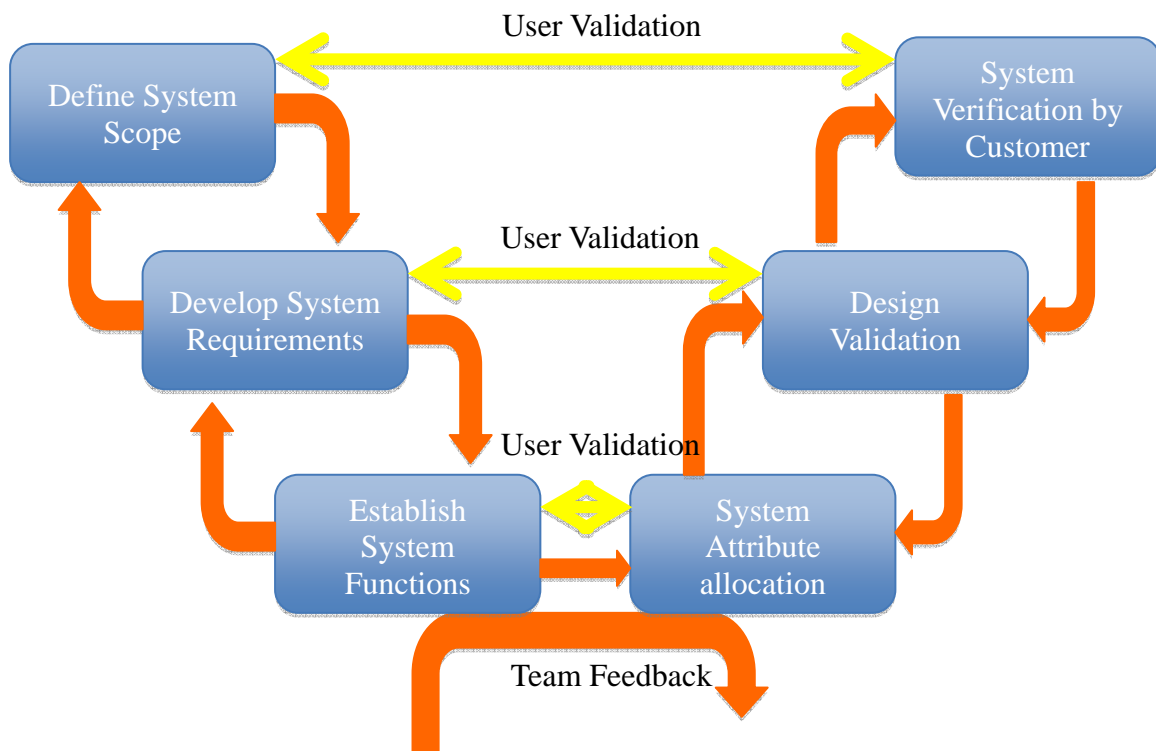 User Validation
Define System
Scope
System
Verification by
Customer
User Validation
Develop System
Requirements
Design
Validation
User Validation
Establish
System
Functions
System
Attribute
allocation
Team Feedback